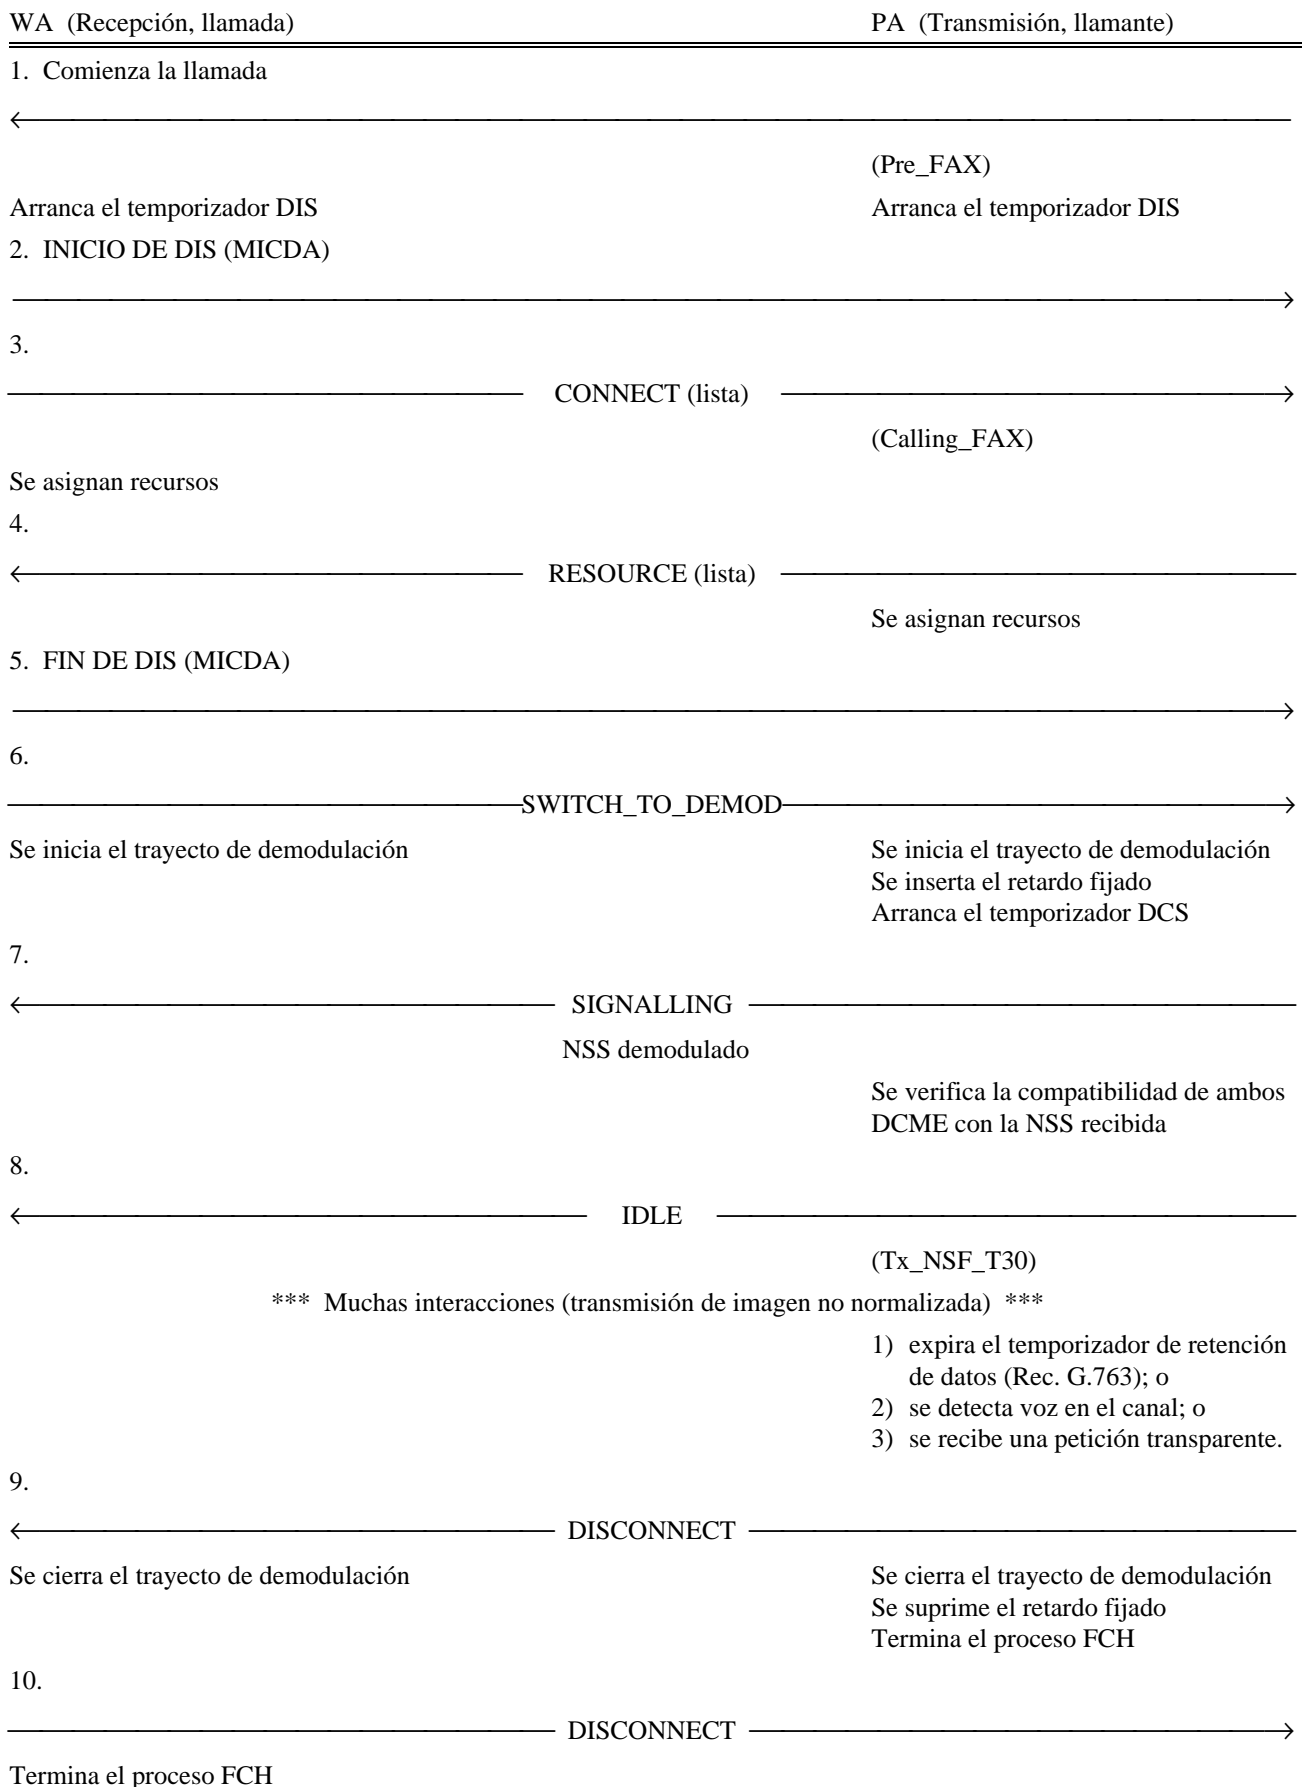 WA (Recepción, llamada) PA (Transmisión, llamante)
1. Comienza la llamada
(Pre_FAX)
Arranca el temporizador DIS Arranca el temporizador DIS
2. INICIO DE DIS (MICDA)
3.
CONNECT (lista)
(Calling_FAX)
Se asignan recursos
4.
RESOURCE (lista)
Se asignan recursos
5. FIN DE DIS (MICDA)
6.
SWITCH_TO_DEMOD
Se inicia el trayecto de demodulación Se inicia el trayecto de demodulación
Se inserta el retardo fijado
Arranca el temporizador DCS
7.
SIGNALLING
NSS demodulado
Se verifica la compatibilidad de ambos
DCME con la NSS recibida
8.
IDLE
(Tx_NSF_T30)
*** Muchas interacciones (transmisión de imagen no normalizada) ***
1) expira el temporizador de retención
de datos (Rec. G.763); o
2) se detecta voz en el canal; o
3) se recibe una petición transparente.
9.
DISCONNECT
Se cierra el trayecto de demodulación Se cierra el trayecto de demodulación
Se suprime el retardo fijado
Termina el proceso FCH
10.
DISCONNECT
Termina el proceso FCH